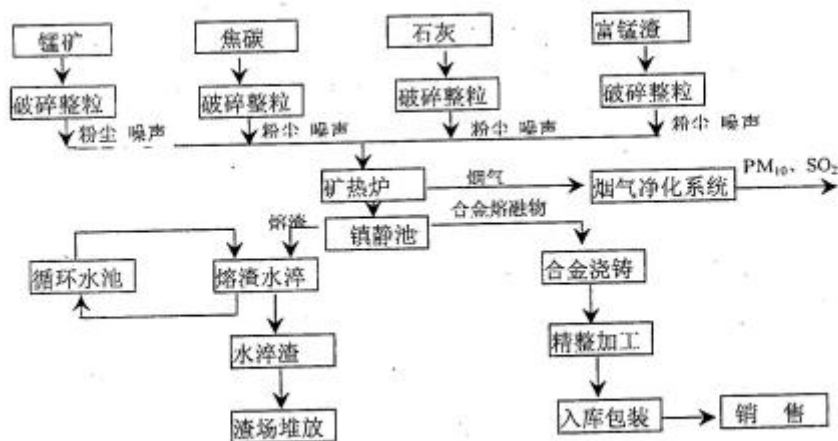 锰矿 焦碳 石灰 富锰渣
破碎整粒 破碎整粒 破碎整粒 破碎整粒
粉尘 噪声 粉尘 噪声 粉尘 噪声 粉尘 噪声
矿热炉 烟气 烟气净化系统 PM₁₀、SO₂
熔渣 镇静池 合金熔融物
循环水池 熔渣水淬 合金浇铸
水淬渣 精整加工
渣场堆放 入库包装 销 售